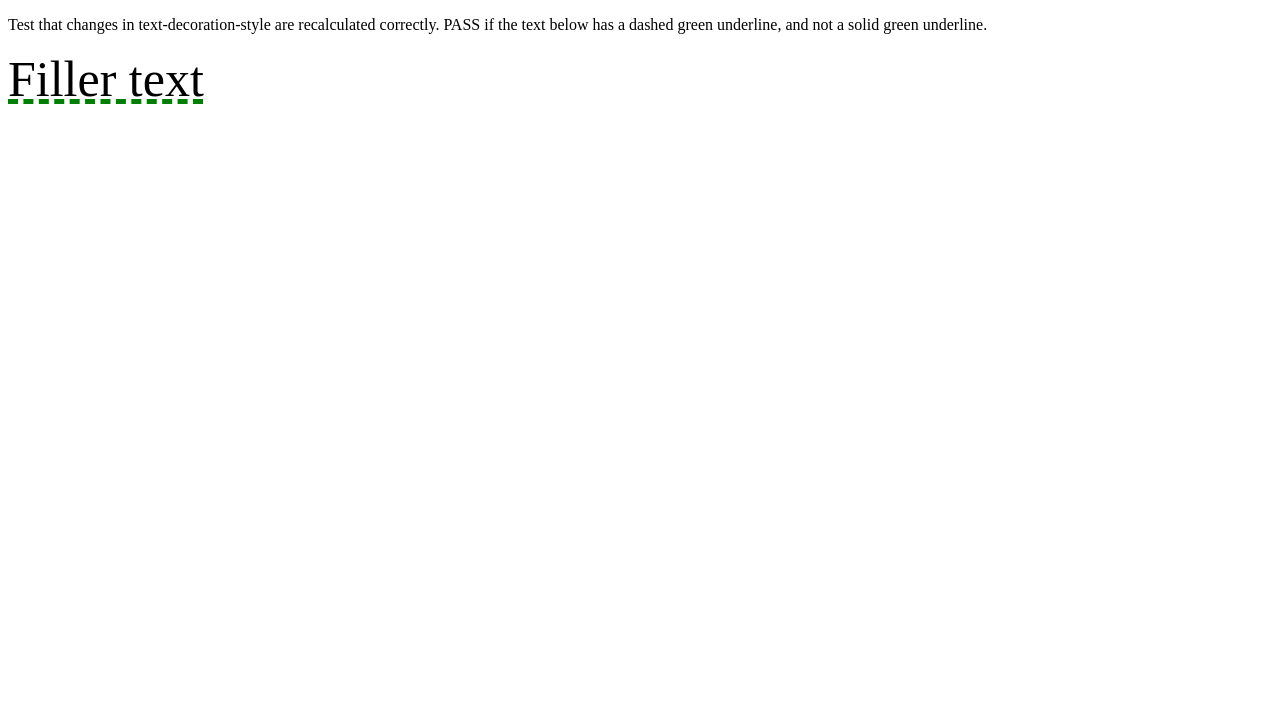 Test that changes in text-decoration-style are recalculated correctly. PASS if the text below has a dashed green underline, and not a solid green underline.
Filler text